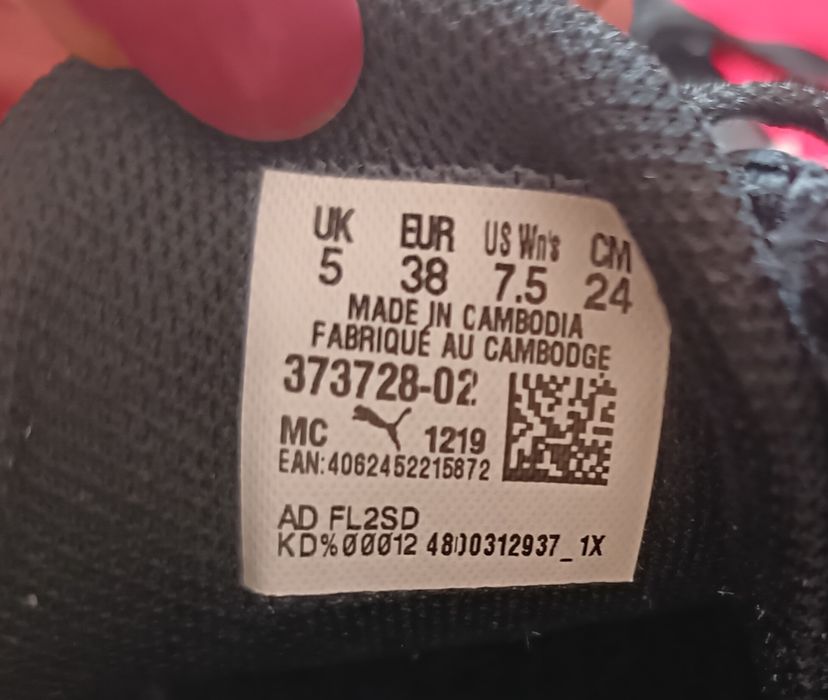 UK EUR US Wn's CM
5 38 7.5 24
MADE IN CAMBODIA
FABRIQUÉ AU CAMBODGE
373728-02
MC 1219
EAN:4062452215872
AD FL2SD
KD%00012 4800312937_1X